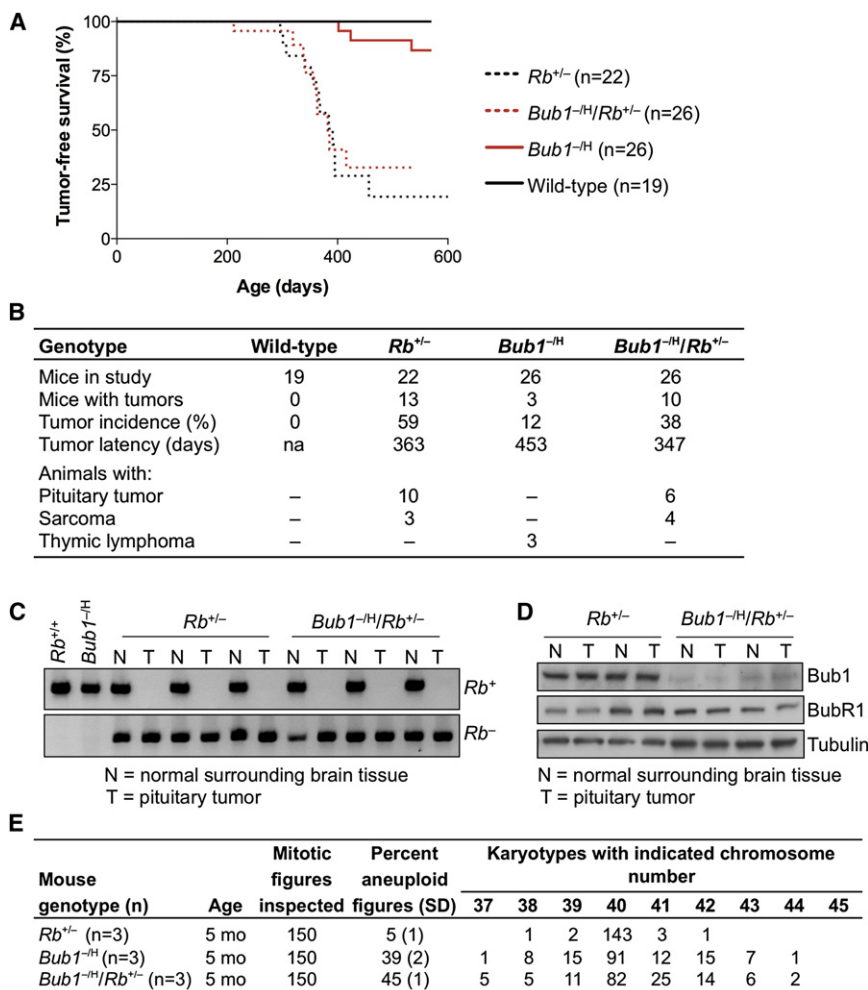 A
Tumor-free survival (%)
100
75
50
25
0
0 200 400 600
Age (days)
Rb+/– (n=22)
Bub1–/H/Rb+/– (n=26)
Bub1–/H (n=26)
Wild-type (n=19)
B
Genotype Wild-type Rb+/– Bub1–/H Bub1–/H/Rb+/–
Mice in study 19 22 26 26
Mice with tumors 0 13 3 10
Tumor incidence (%) 0 59 12 38
Tumor latency (days) na 363 453 347
Animals with:
Pituitary tumor – 10 – 6
Sarcoma – 3 – 4
Thymic lymphoma – – 3 –
C
Rb+/+ Bub1–/H Rb+/– Bub1–/H/Rb+/–
N T N T N T N T N T N T
Rb+
Rb–
N = normal surrounding brain tissue
T = pituitary tumor
D
Rb+/– Bub1–/H/Rb+/–
N T N T N T N T
Bub1
BubR1
Tubulin
N = normal surrounding brain tissue
T = pituitary tumor
E
Mouse genotype (n) Age Mitotic figures inspected Percent aneuploid figures (SD) Karyotypes with indicated chromosome number
37 38 39 40 41 42 43 44 45
Rb+/– (n=3) 5 mo 150 5 (1) 1 2 143 3 1
Bub1–/H (n=3) 5 mo 150 39 (2) 1 8 15 91 12 15 7 1
Bub1–/H/Rb+/– (n=3) 5 mo 150 45 (1) 5 5 11 82 25 14 6 2